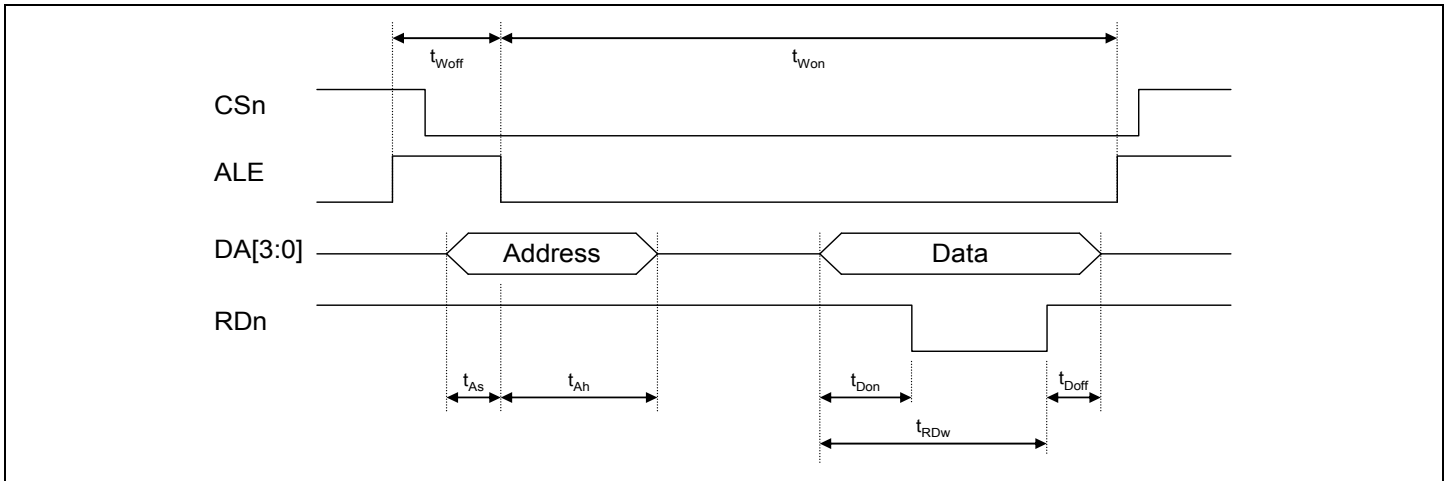 tWoff
tWon
CSn
ALE
DA[3:0]
Address
Data
RDn
tAs
tAh
tDon
tDoff
tRDw